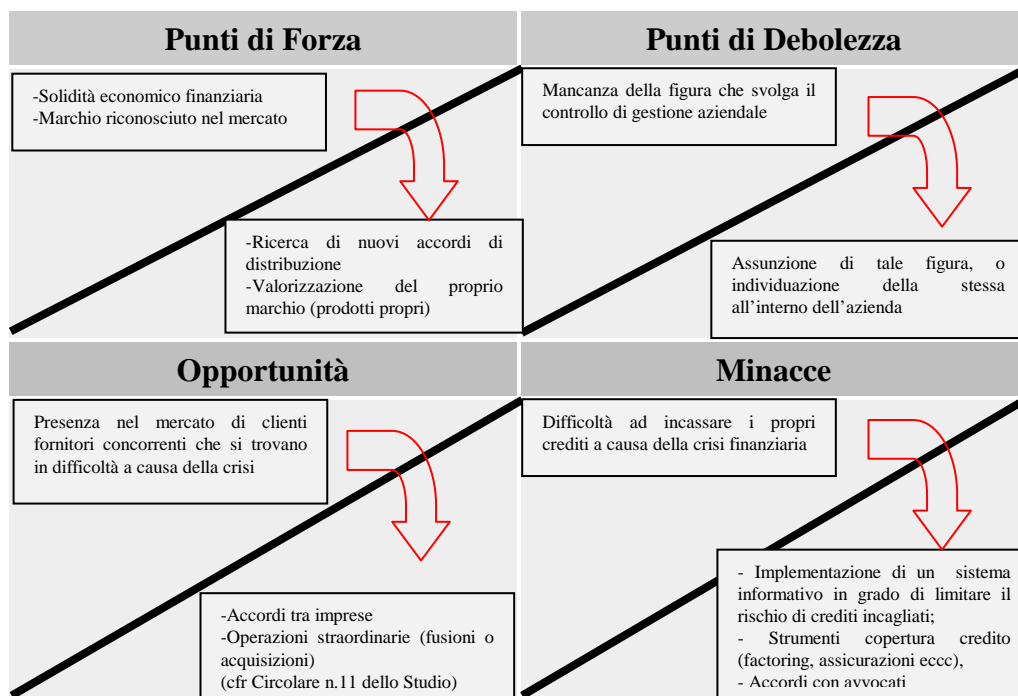 Punti di Forza
Punti di Debolezza
-Solidità economico finanziaria
-Marchio riconosciuto nel mercato
Mancanza della figura che svolga il
controllo di gestione aziendale
-Ricerca di nuovi accordi di
distribuzione
-Valorizzazione del proprio
marchio (prodotti propri)
Assunzione di tale figura, o
individuazione della stessa
all'interno dell'azienda
Opportunità
Minacce
Presenza nel mercato di clienti
fornitori concorrenti che si trovano
in difficoltà a causa della crisi
Difficoltà ad incassare i propri
crediti a causa della crisi finanziaria
-Accordi tra imprese
-Operazioni straordinarie (fusioni o
acquisizioni)
(cfr Circolare n.11 dello Studio)
- Implementazione di un sistema
informativo in grado di limitare il
rischio di crediti incagliati;
- Strumenti copertura credito
(factoring, assicurazioni eccc),
- Accordi con avvocati